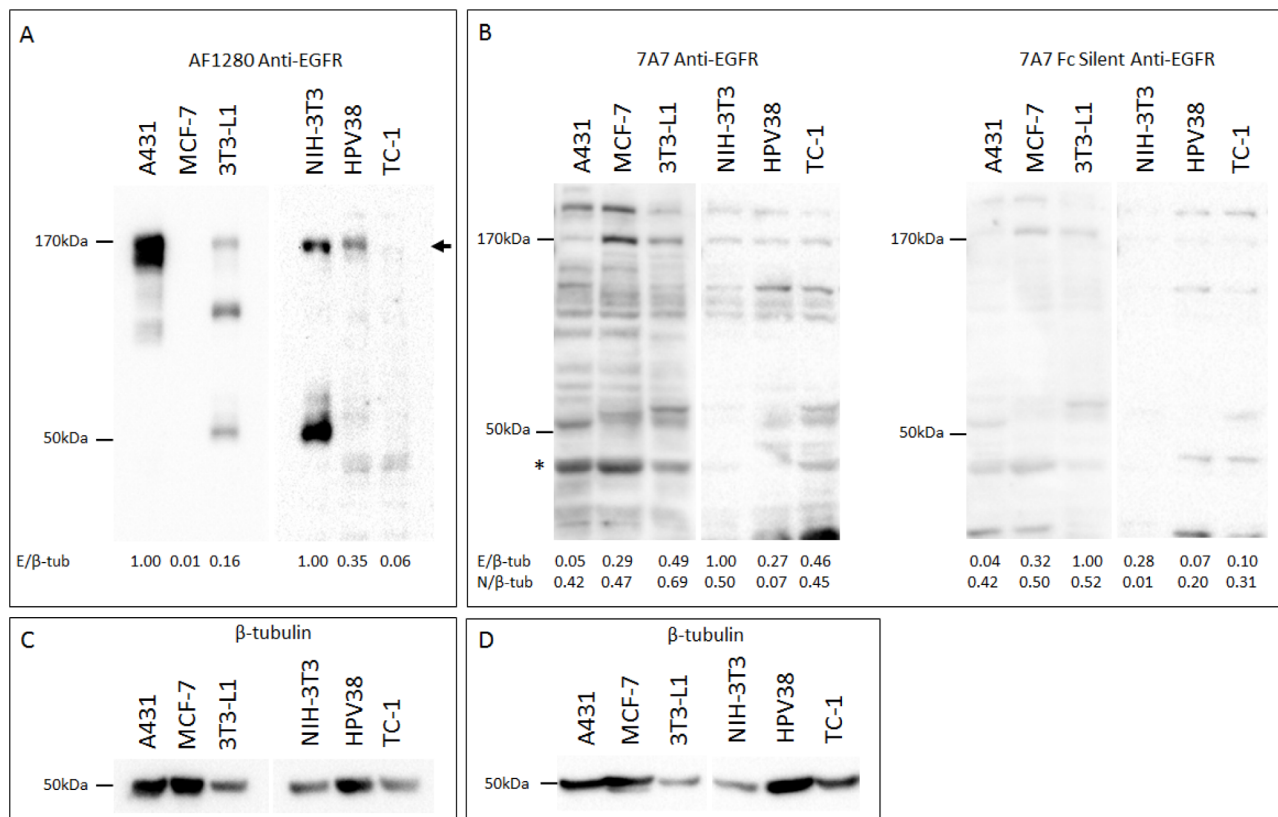 A
AF1280 Anti-EGFR
A431 MCF-7 3T3-L1 NIH-3T3 HPV38 TC-1
170kDa
50kDa
E/β-tub 1.00 0.01 0.16 1.00 0.35 0.06
B
7A7 Anti-EGFR 7A7 Fc Silent Anti-EGFR
A431 MCF-7 3T3-L1 NIH-3T3 HPV38 TC-1 A431 MCF-7 3T3-L1 NIH-3T3 HPV38 TC-1
170kDa 170kDa
50kDa 50kDa
*
E/β-tub 0.05 0.29 0.49 1.00 0.27 0.46 0.04 0.32 1.00 0.28 0.07 0.10
N/β-tub 0.42 0.47 0.69 0.50 0.07 0.45 0.42 0.50 0.52 0.01 0.20 0.31
C
β-tubulin
A431 MCF-7 3T3-L1 NIH-3T3 HPV38 TC-1
50kDa
D
β-tubulin
A431 MCF-7 3T3-L1 NIH-3T3 HPV38 TC-1
50kDa